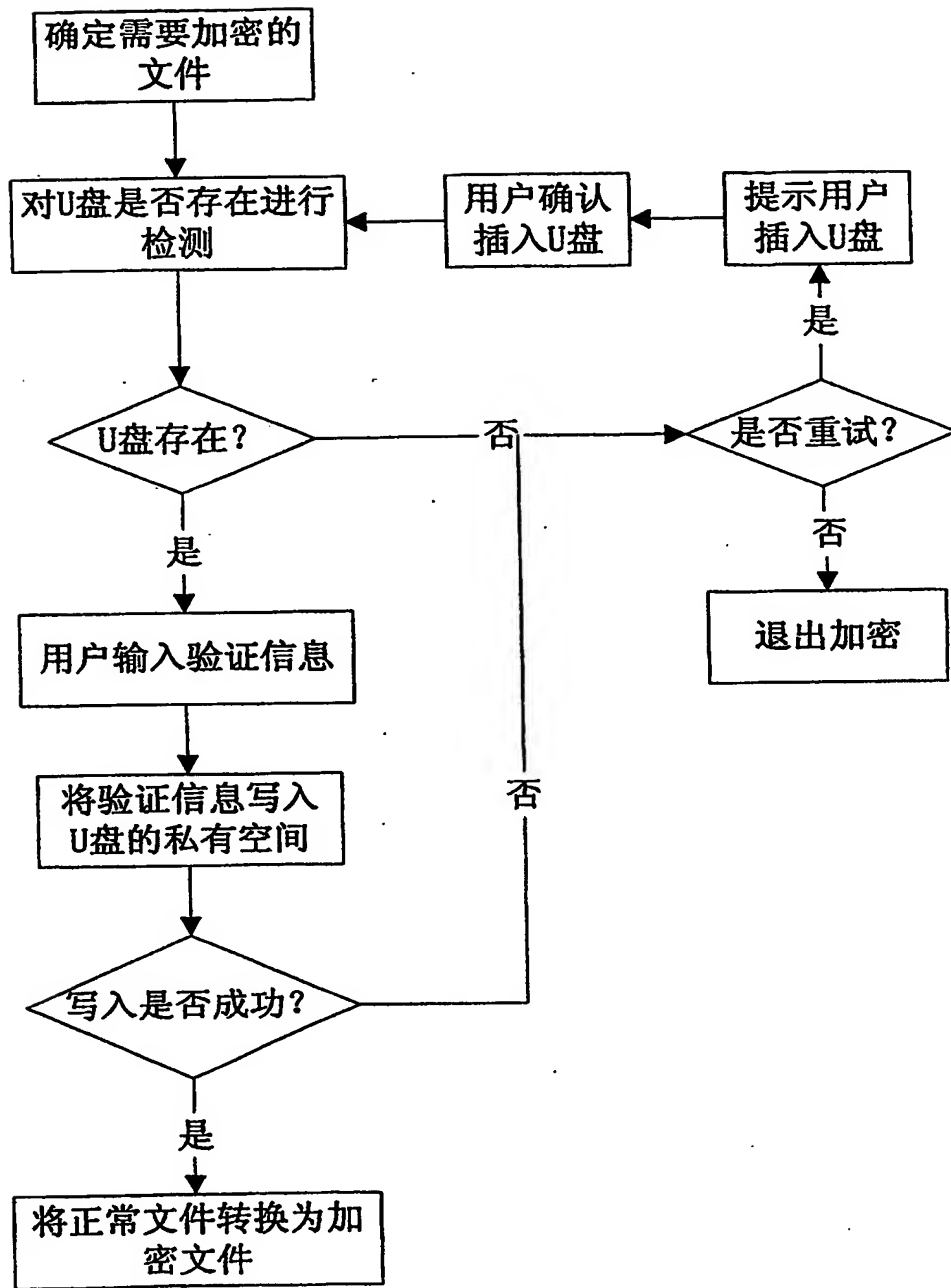 确定需要加密的
文件
对U盘是否存在进行
检测
用户确认
插入U盘
提示用户
插入U盘
是
U盘存在?
否
是否重试?
是
否
用户输入验证信息
退出加密
将验证信息写入
U盘的私有空间
否
写入是否成功?
是
将正常文件转换为加
密文件